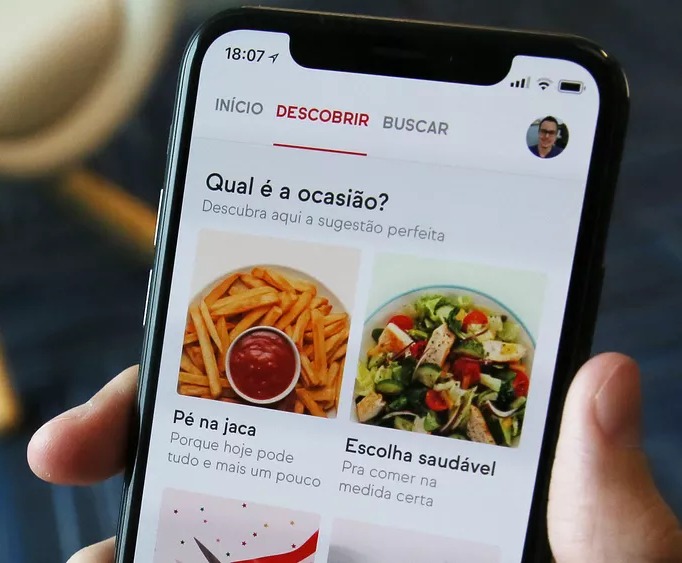 18:07
INÍCIO DESCOBRIR BUSCAR
Qual é a ocasião?
Descubra aqui a sugestão perfeita
Pé na jaca
Porque hoje pode
tudo e mais um pouco
Escolha saudável
Pra comer na
medida certa